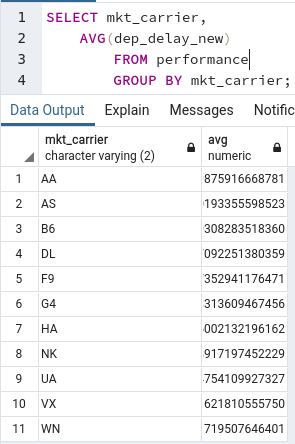 1 SELECT mkt_carrier,
2 AVG(dep_delay_new)
3 FROM performance
4 GROUP BY mkt_carrier;
Data Output Explain Messages Notific
mkt_carrier avg
character varying (2) numeric
1 AA 875916668781
2 AS 193355598523
3 B6 308283518360
4 DL 092251380359
5 F9 352941176471
6 G4 313609467456
7 HA 002132196162
8 NK 917197452229
9 UA 754109927327
10 VX 621810555750
11 WN 719507646401